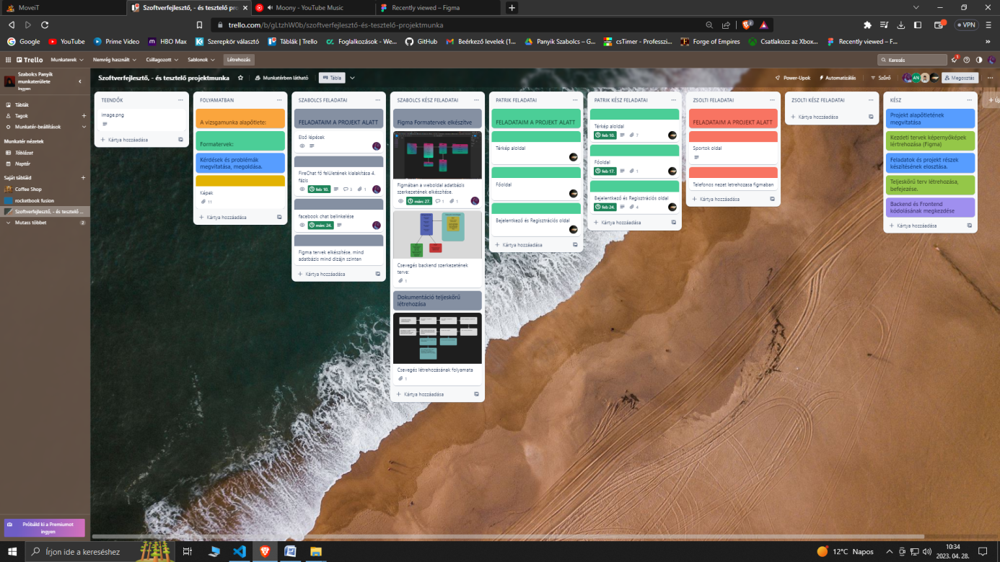 MoveiT
Szoftverfejlesztő, - és tesztelő pro
Moony - YouTube Music
Recently viewed – Figma
trello.com/b/gLtzhW0b/szoftverfejlesztő-és-tesztelő-projektmunka
2
VPN
Google
YouTube
Prime Video
HBO Max
Szerepkör választó
Táblák | Trello
Foglalkozások - We...
GitHub
Beérkező levelek (1...
Panyik Szabolcs – G...
csTimer - Professzi...
Forge of Empires
Csatlakozz az Xbox...
Recently viewed – F...
Trello
Munkaterek
Nemrég használt
Csillagozott
Sablonok
Létrehozás
Keresés
Szabolcs Panyik
munkaterülete
Ingyen
Szoftverfejlesztő, - és tesztelő projektmunka
Munkatérben látható
Tábla
Power-Upok
Automatizálás
Szűrő
AN
Megosztás
Táblák
Tagok
Munkatér-beállítások
Munkatér nézetek
Táblázat
Naptár
Saját tábláid
Coffee Shop
rocketbook fusion
Szoftverfejlesztő, - és tesztelő ...
Mutass többet
2
Próbáld ki a Premiumot
ingyen
TEENDŐK
image.png
Kártya hozzáadása
FOLYAMATBAN
A vizsgamunka alapötlete:
Formatervek:
Kérdések és problémák
megvitatása, megoldása.
Képek
11
Kártya hozzáadása
SZABOLCS FELADATAI
FELADATAIM A PROJEKT ALATT
Első lépések
FireChat fő felületének kialakítása 4.
fázis
feb 10.
3
1
facebook chat belinkelése
márc 24.
Figma tervek elkészítése, mind
adatbázis mind dizájn szinten
Kártya hozzáadása
SZABOLCS KÉSZ FELADATAI
Figma Formatervek elkészítve
Figmában a weboldal adatbázis
szerkezetének elkészítése.
márc 27.
1
1
Csevegés backend szerkezetének
terve:
1
Dokumentáció teljeskörű
létrehozása
Csevegés létrehozásának folyamata
1
Kártya hozzáadása
PATRIK FELADATAI
FELADATAIM A PROJEKT ALATT
Térkép aloldal
Főoldal
Bejelentkező és Regisztrációs oldal
Kártya hozzáadása
PATRIK KÉSZ FELADATAI
Térkép aloldal
feb 10.
7
Főoldal
feb 17.
1
Bejelentkező és Regisztrációs oldal
feb 24.
4
Kártya hozzáadása
ZSOLTI FELADATAI
FELADATAIM A PROJEKT ALATT
Sportok oldal
Telefonos nezet letrehozasa figmaban
Kártya hozzáadása
ZSOLTI KÉSZ FELADATAI
Kártya hozzáadása
KÉSZ
Projekt alapötletének
megvitatása
Kezdeti tervek képernyőképek
lértrehozása (Figma)
Feladatok és projekt részek
készítésének elosztása.
Teljeskörű terv létrehozása,
befejezése.
Backend és Frontend
kódolásának megkezdése
Kártya hozzáadása
Írjon ide a kereséshez
12°C Napos
10:34
2023. 04. 28.